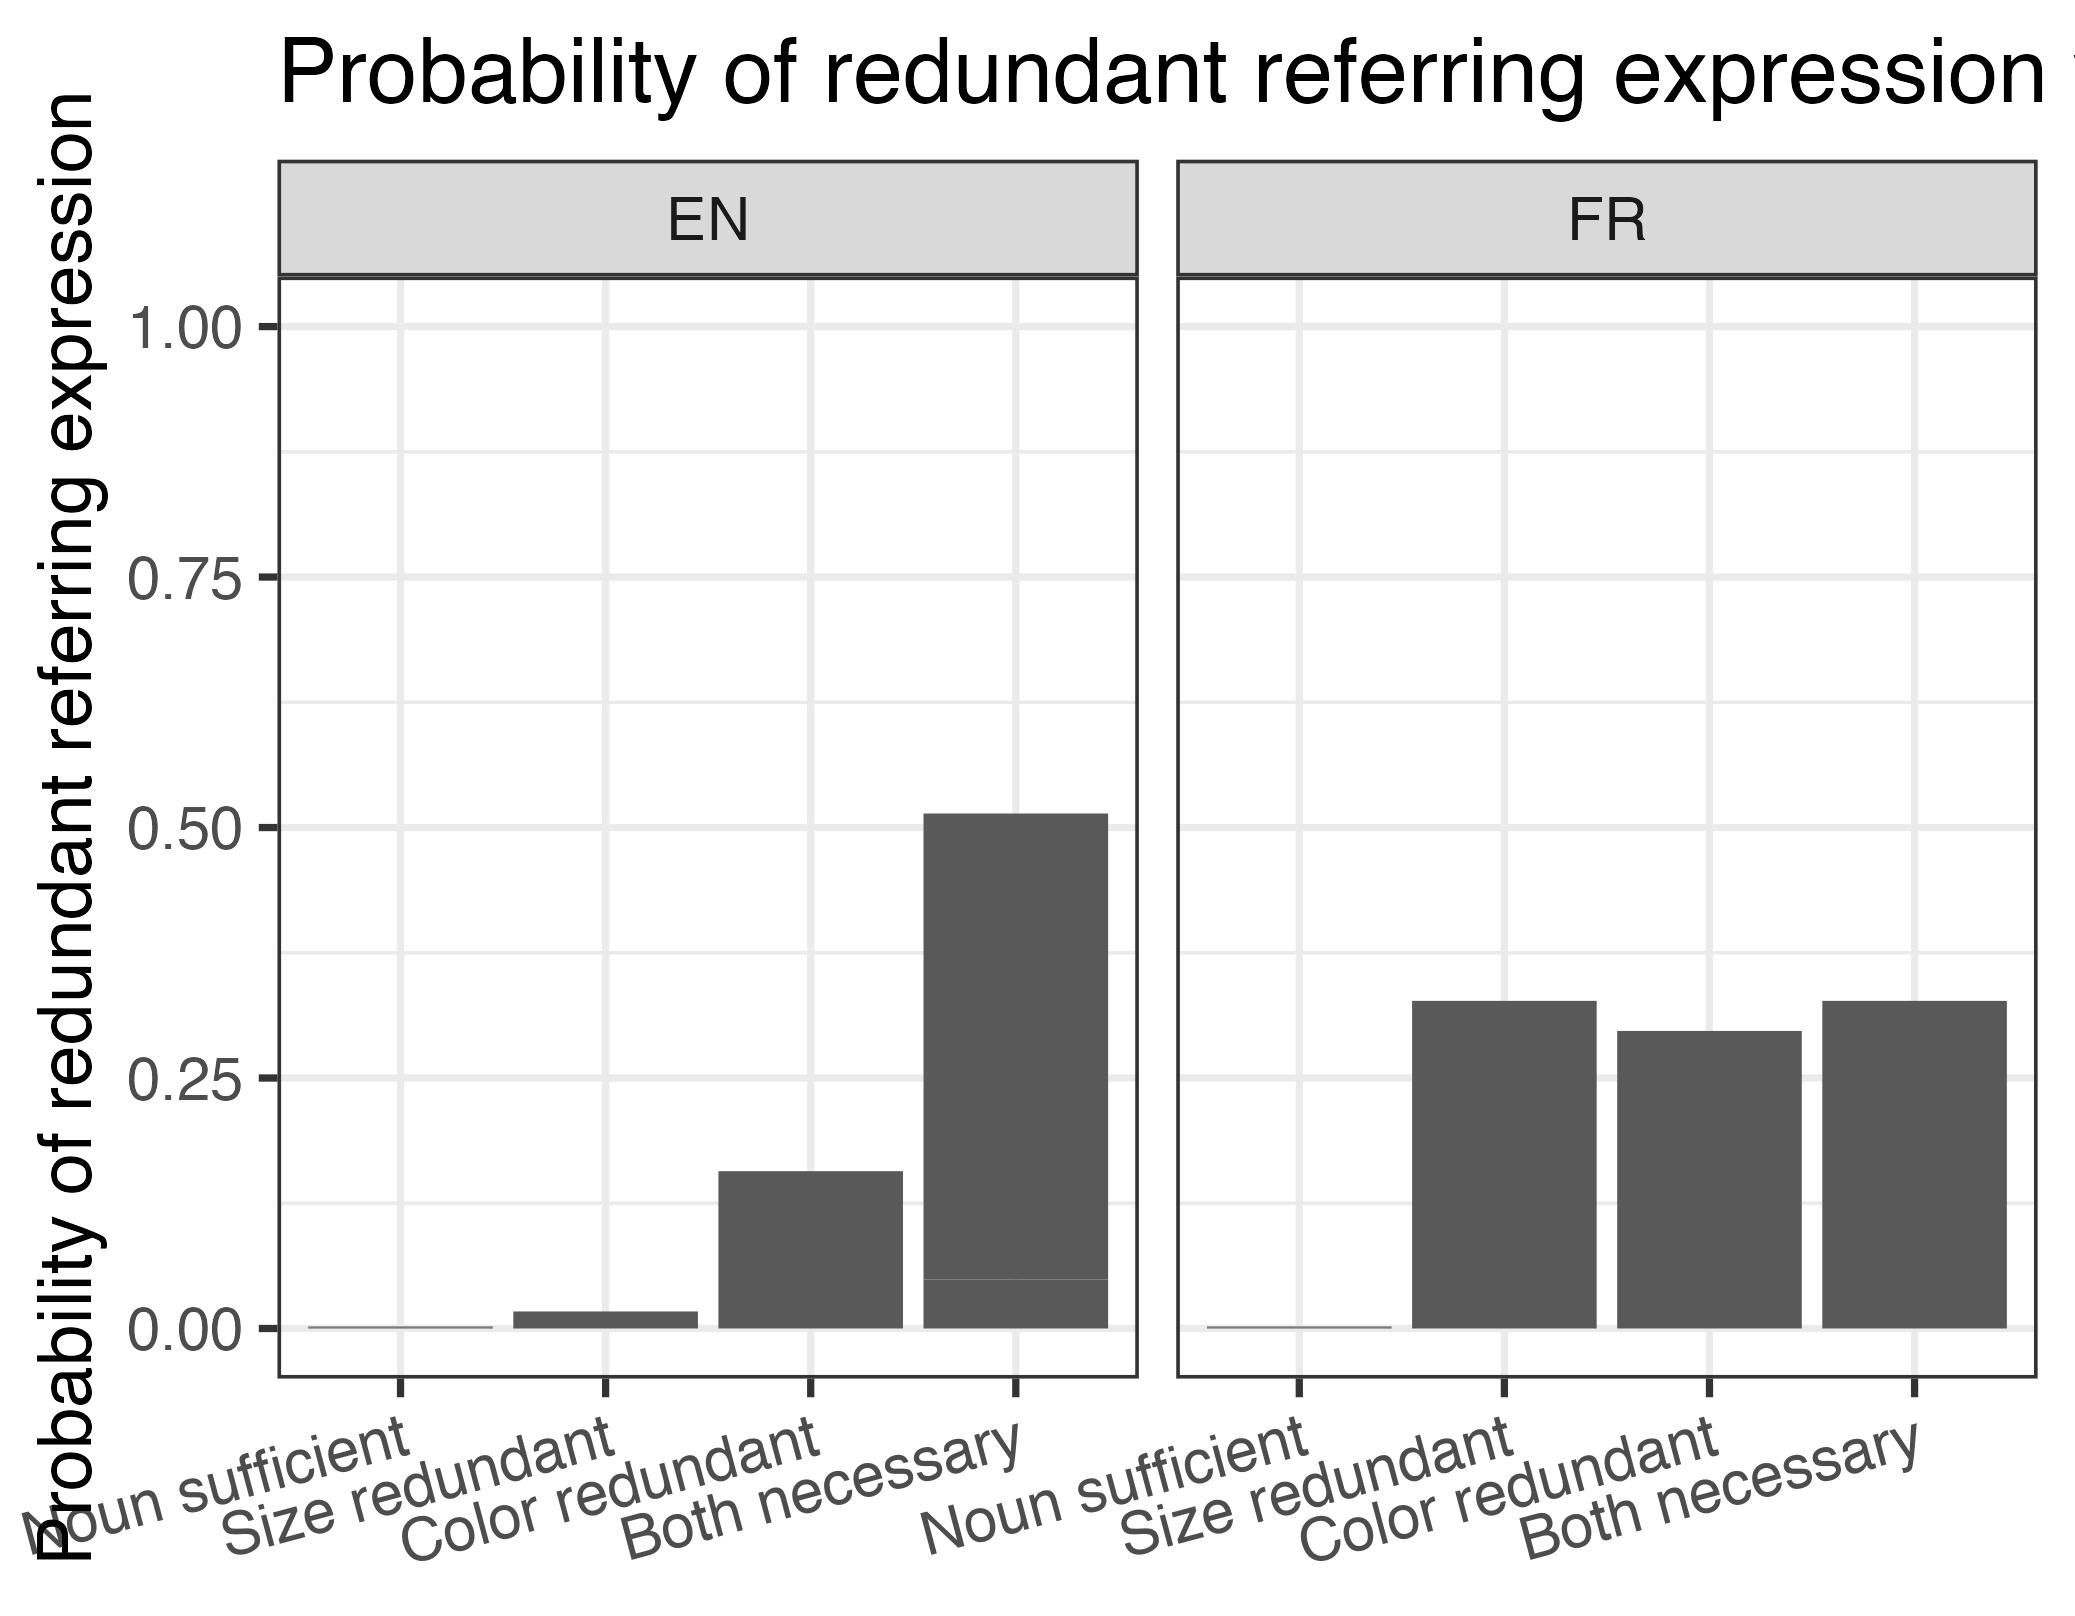 Probability of redundant referring expression
EN
FR
Probability of redundant referring expression
1.00
0.75
0.50
0.25
0.00
Noun sufficient
Size redundant
Color redundant
Both necessary
Noun sufficient
Size redundant
Color redundant
Both necessary